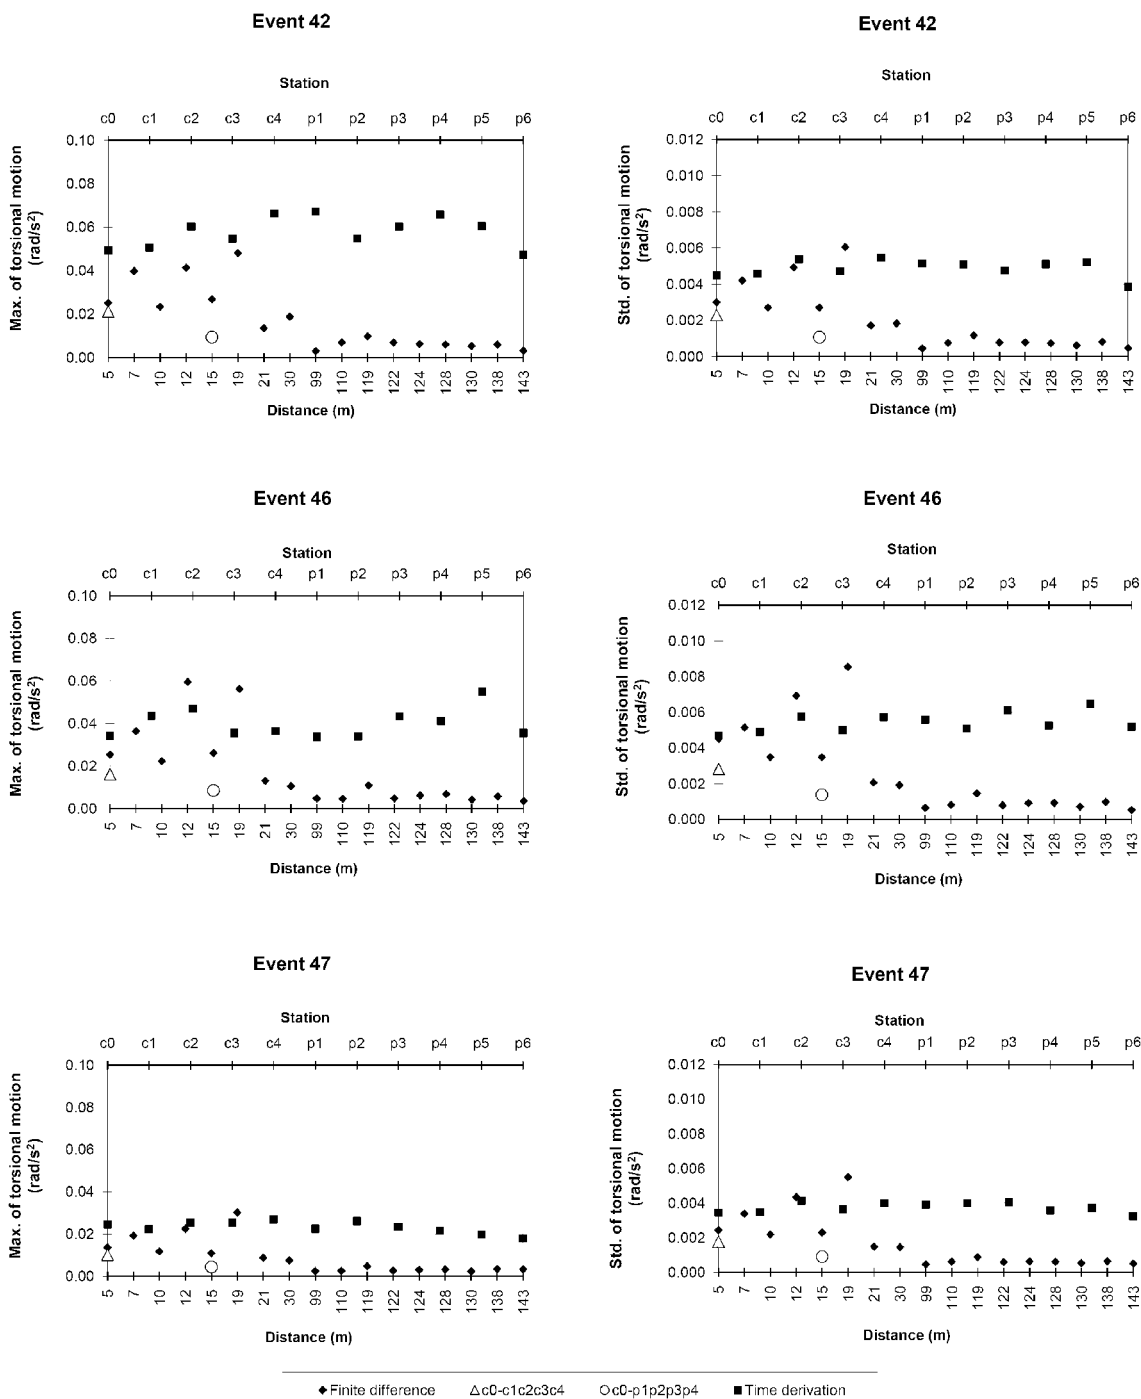 Event 42
Station
c0 c1 c2 c3 c4 p1 p2 p3 p4 p5 p6
Max. of torsional motion
(rad/s²)
0.10
0.08
0.06
0.04
0.02
0.00
5 7 10 12 15 19 21 30 99 110 119 122 124 128 130 138 143
Distance (m)
Event 42
Station
c0 c1 c2 c3 c4 p1 p2 p3 p4 p5 p6
Std. of torsional motion
(rad/s²)
0.012
0.010
0.008
0.006
0.004
0.002
0.000
5 7 10 12 15 19 21 30 99 110 119 122 124 128 130 138 143
Distance (m)
Event 46
Station
c0 c1 c2 c3 c4 p1 p2 p3 p4 p5 p6
Max. of torsional motion
(rad/s²)
0.10
0.08
0.06
0.04
0.02
0.00
5 7 10 12 15 19 21 30 99 110 119 122 124 128 130 138 143
Distance (m)
Event 46
Station
c0 c1 c2 c3 c4 p1 p2 p3 p4 p5 p6
Std. of torsional motion
(rad/s²)
0.012
0.010
0.008
0.006
0.004
0.002
0.000
5 7 10 12 15 19 21 30 99 110 119 122 124 128 130 138 143
Distance (m)
Event 47
Station
c0 c1 c2 c3 c4 p1 p2 p3 p4 p5 p6
Max. of torsional motion
(rad/s²)
0.10
0.08
0.06
0.04
0.02
0.00
5 7 10 12 15 19 21 30 99 110 119 122 124 128 130 138 143
Distance (m)
Event 47
Station
c0 c1 c2 c3 c4 p1 p2 p3 p4 p5 p6
Std. of torsional motion
(rad/s²)
0.012
0.010
0.008
0.006
0.004
0.002
0.000
5 7 10 12 15 19 21 30 99 110 119 122 124 128 130 138 143
Distance (m)
Finite difference c0-c1c2c3c4 c0-p1p2p3p4 Time derivation